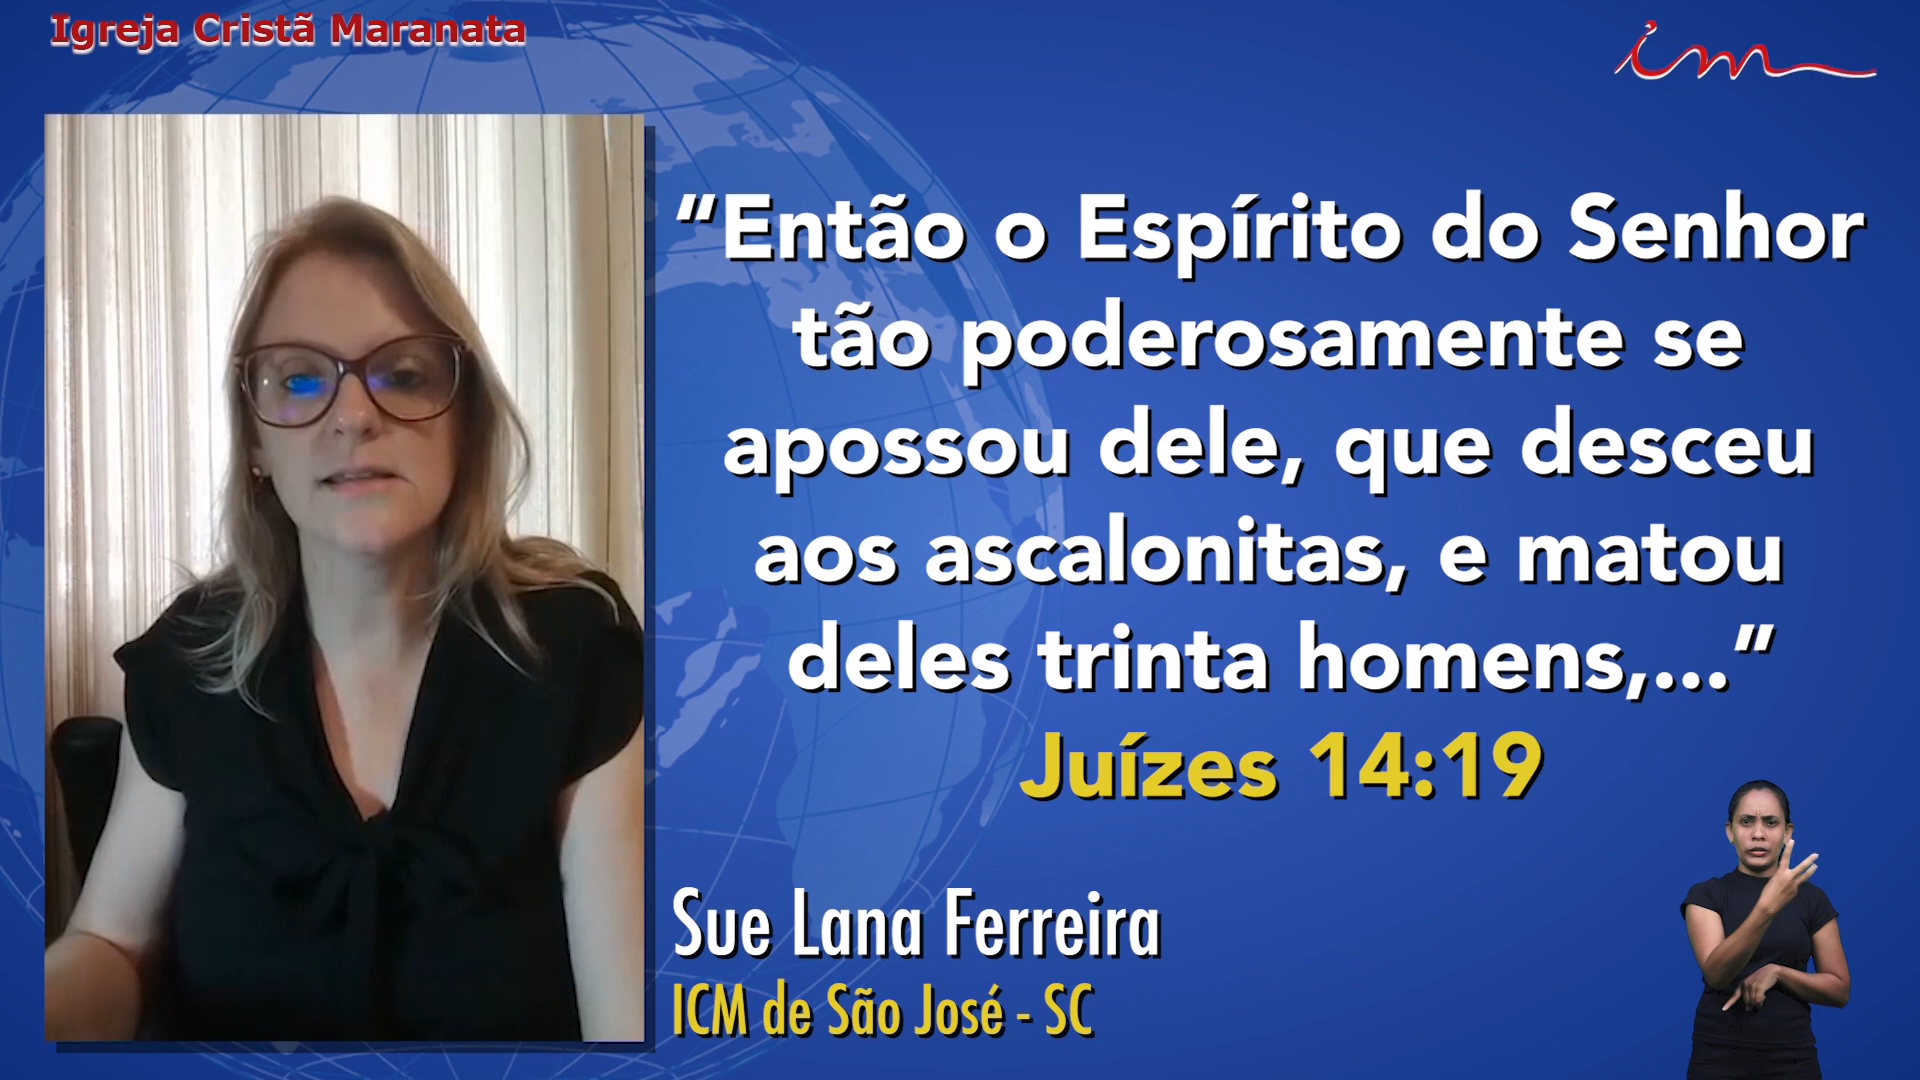 Igreja Cristã Maranata
im
“Então o Espírito do Senhor
tão poderosamente se
apossou dele, que desceu
aos ascalonitas, e matou
deles trinta homens,...”
Juízes 14:19
Sue Lana Ferreira
ICM de São José - SC